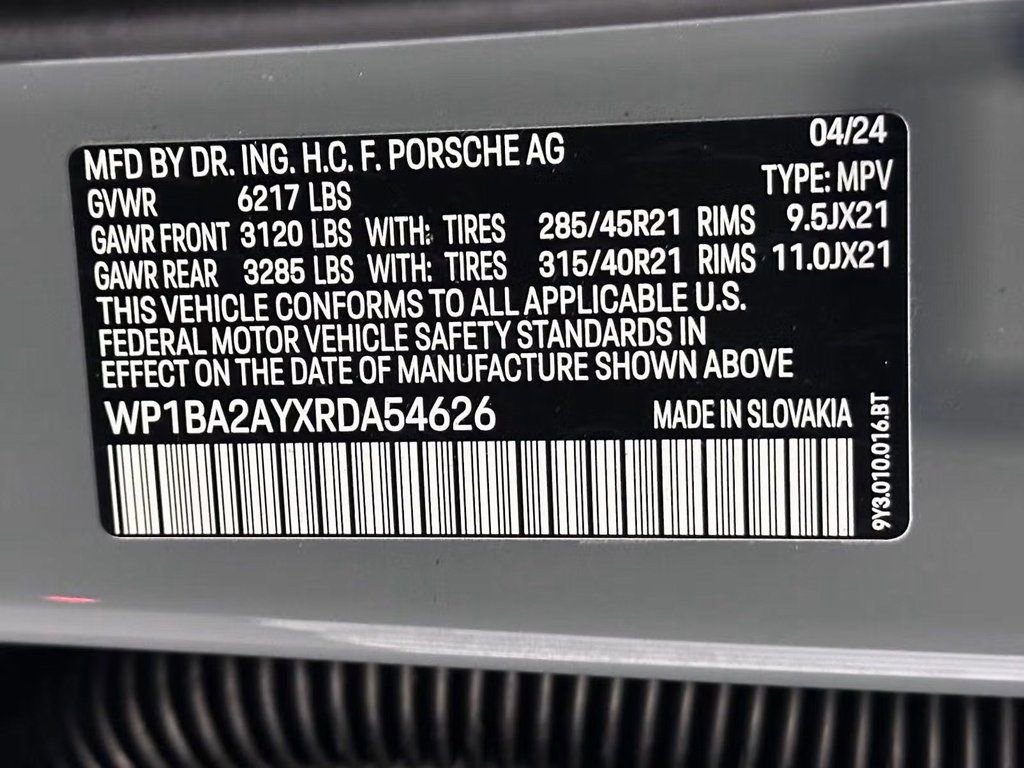 MFD BY DR. ING. H.C. F. PORSCHE AG 04/24
GVWR 6217 LBS TYPE: MPV
GAWR FRONT 3120 LBS WITH: TIRES 285/45R21 RIMS 9.5JX21
GAWR REAR 3285 LBS WITH: TIRES 315/40R21 RIMS 11.0JX21
THIS VEHICLE CONFORMS TO ALL APPLICABLE U.S.
FEDERAL MOTOR VEHICLE SAFETY STANDARDS IN
EFFECT ON THE DATE OF MANUFACTURE SHOWN ABOVE
WP1BA2AYXRDA54626 MADE IN SLOVAKIA
9Y3.010.016.BT